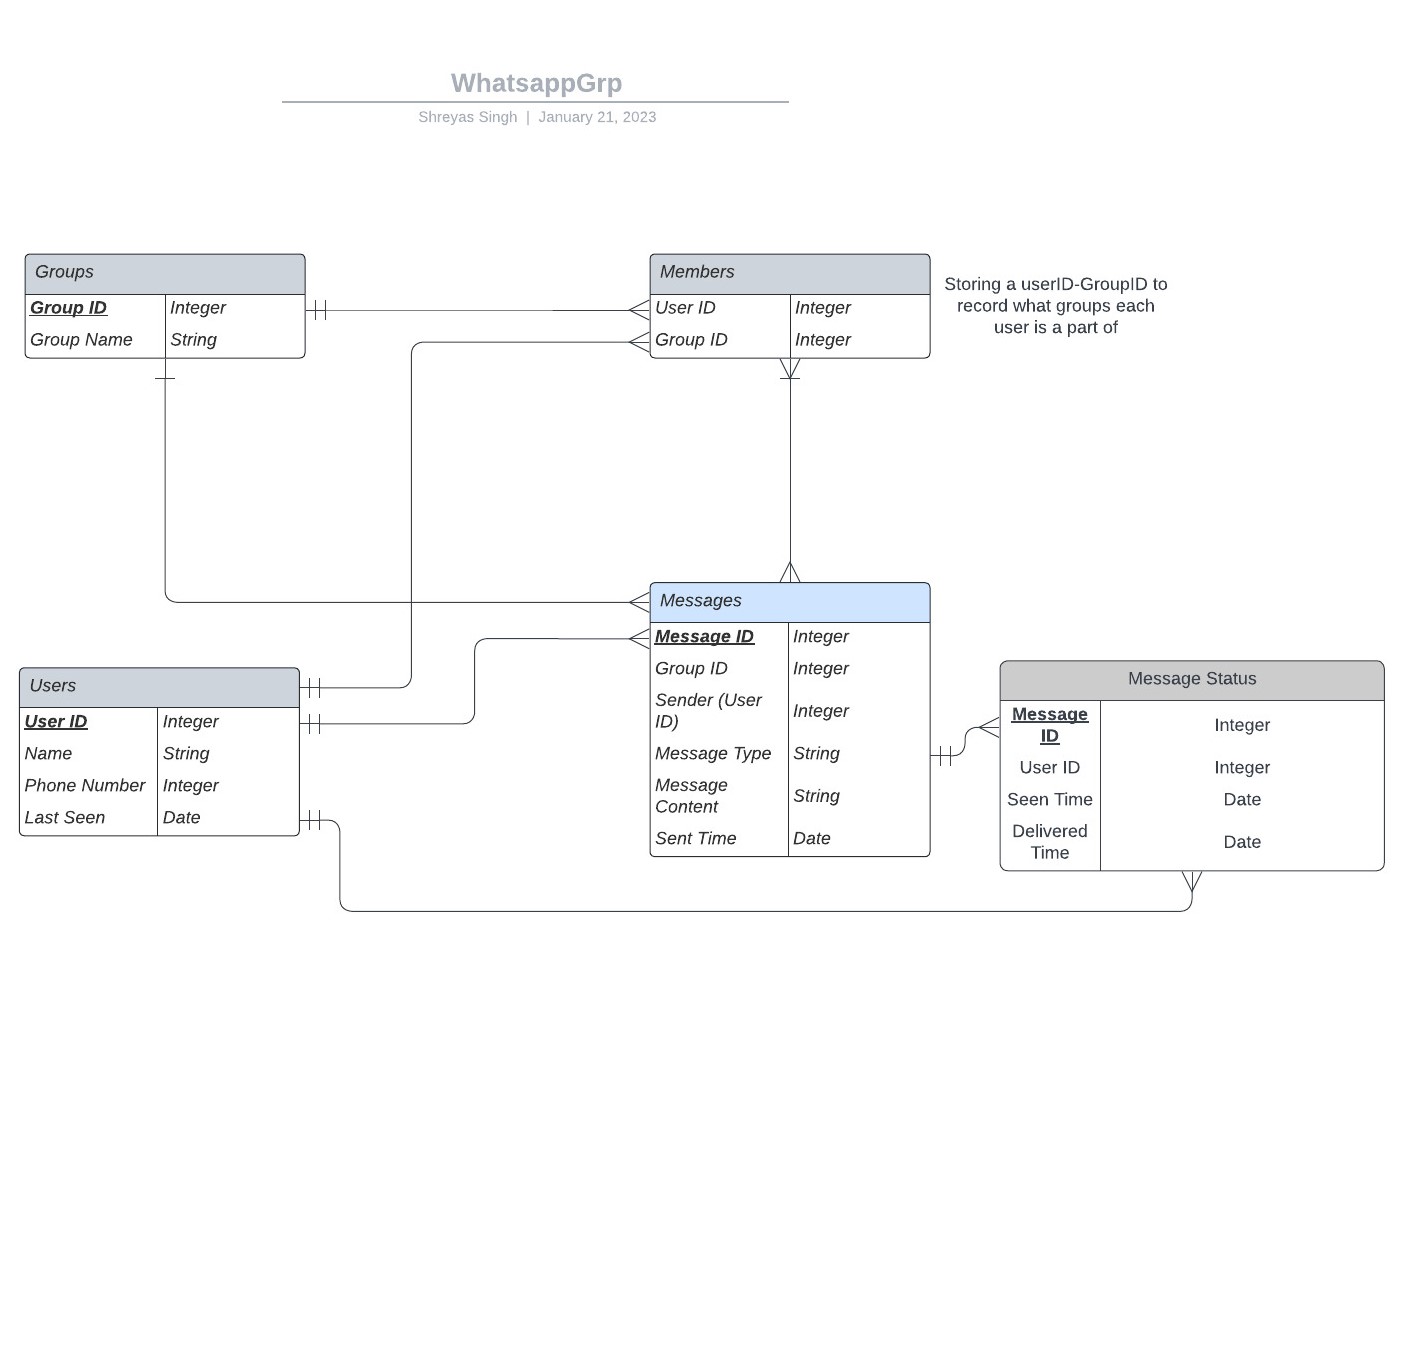 WhatsappGrp
Shreyas Singh | January 21, 2023
Groups
Group ID Integer
Group Name String
Members
User ID Integer
Group ID Integer
Storing a userID-GroupID to
record what groups each
user is a part of
Users
User ID Integer
Name String
Phone Number Integer
Last Seen Date
Messages
Message ID Integer
Group ID Integer
Sender (User
ID) Integer
Message Type String
Message
Content String
Sent Time Date
Message Status
Message
ID Integer
User ID Integer
Seen Time Date
Delivered
Time Date